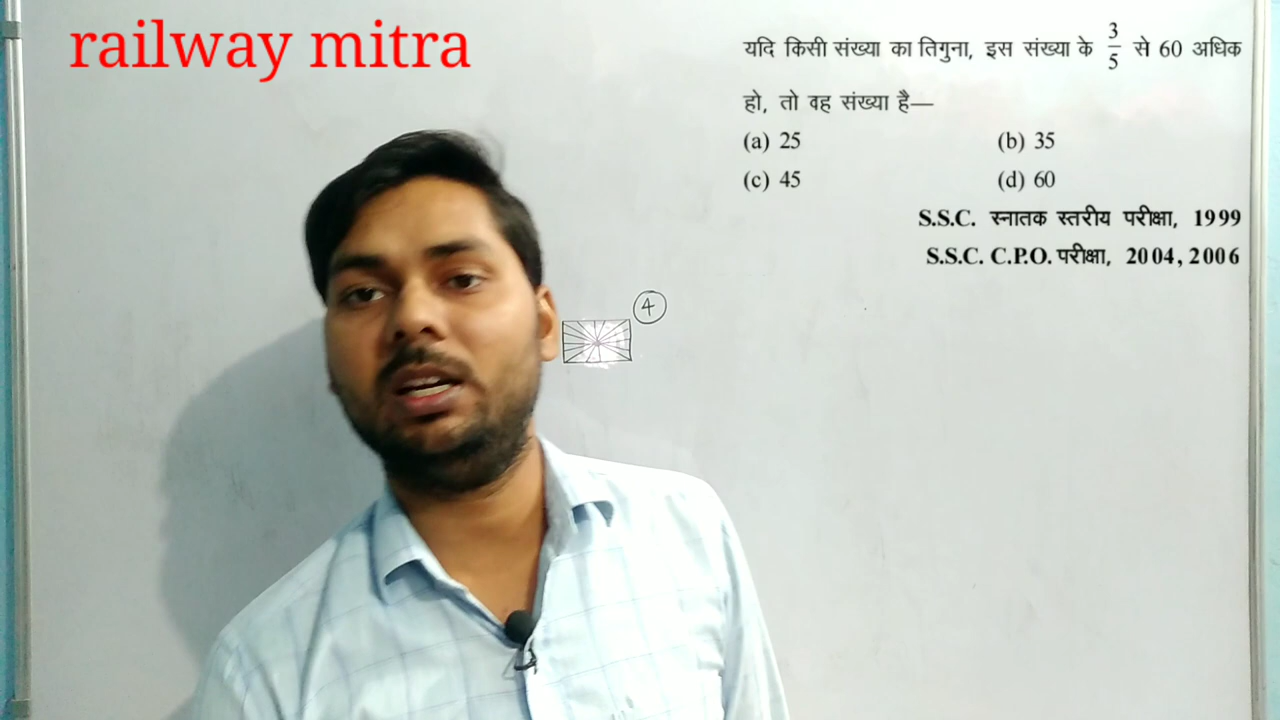 railway mitra
यदि किसी संख्या का तिगुना, इस संख्या के 3/5 से 60 अधिक
हो, तो वह संख्या है—
(a) 25 (b) 35
(c) 45 (d) 60
S.S.C. स्नातक स्तरीय परीक्षा, 1999
S.S.C. C.P.O. परीक्षा, 2004, 2006
4